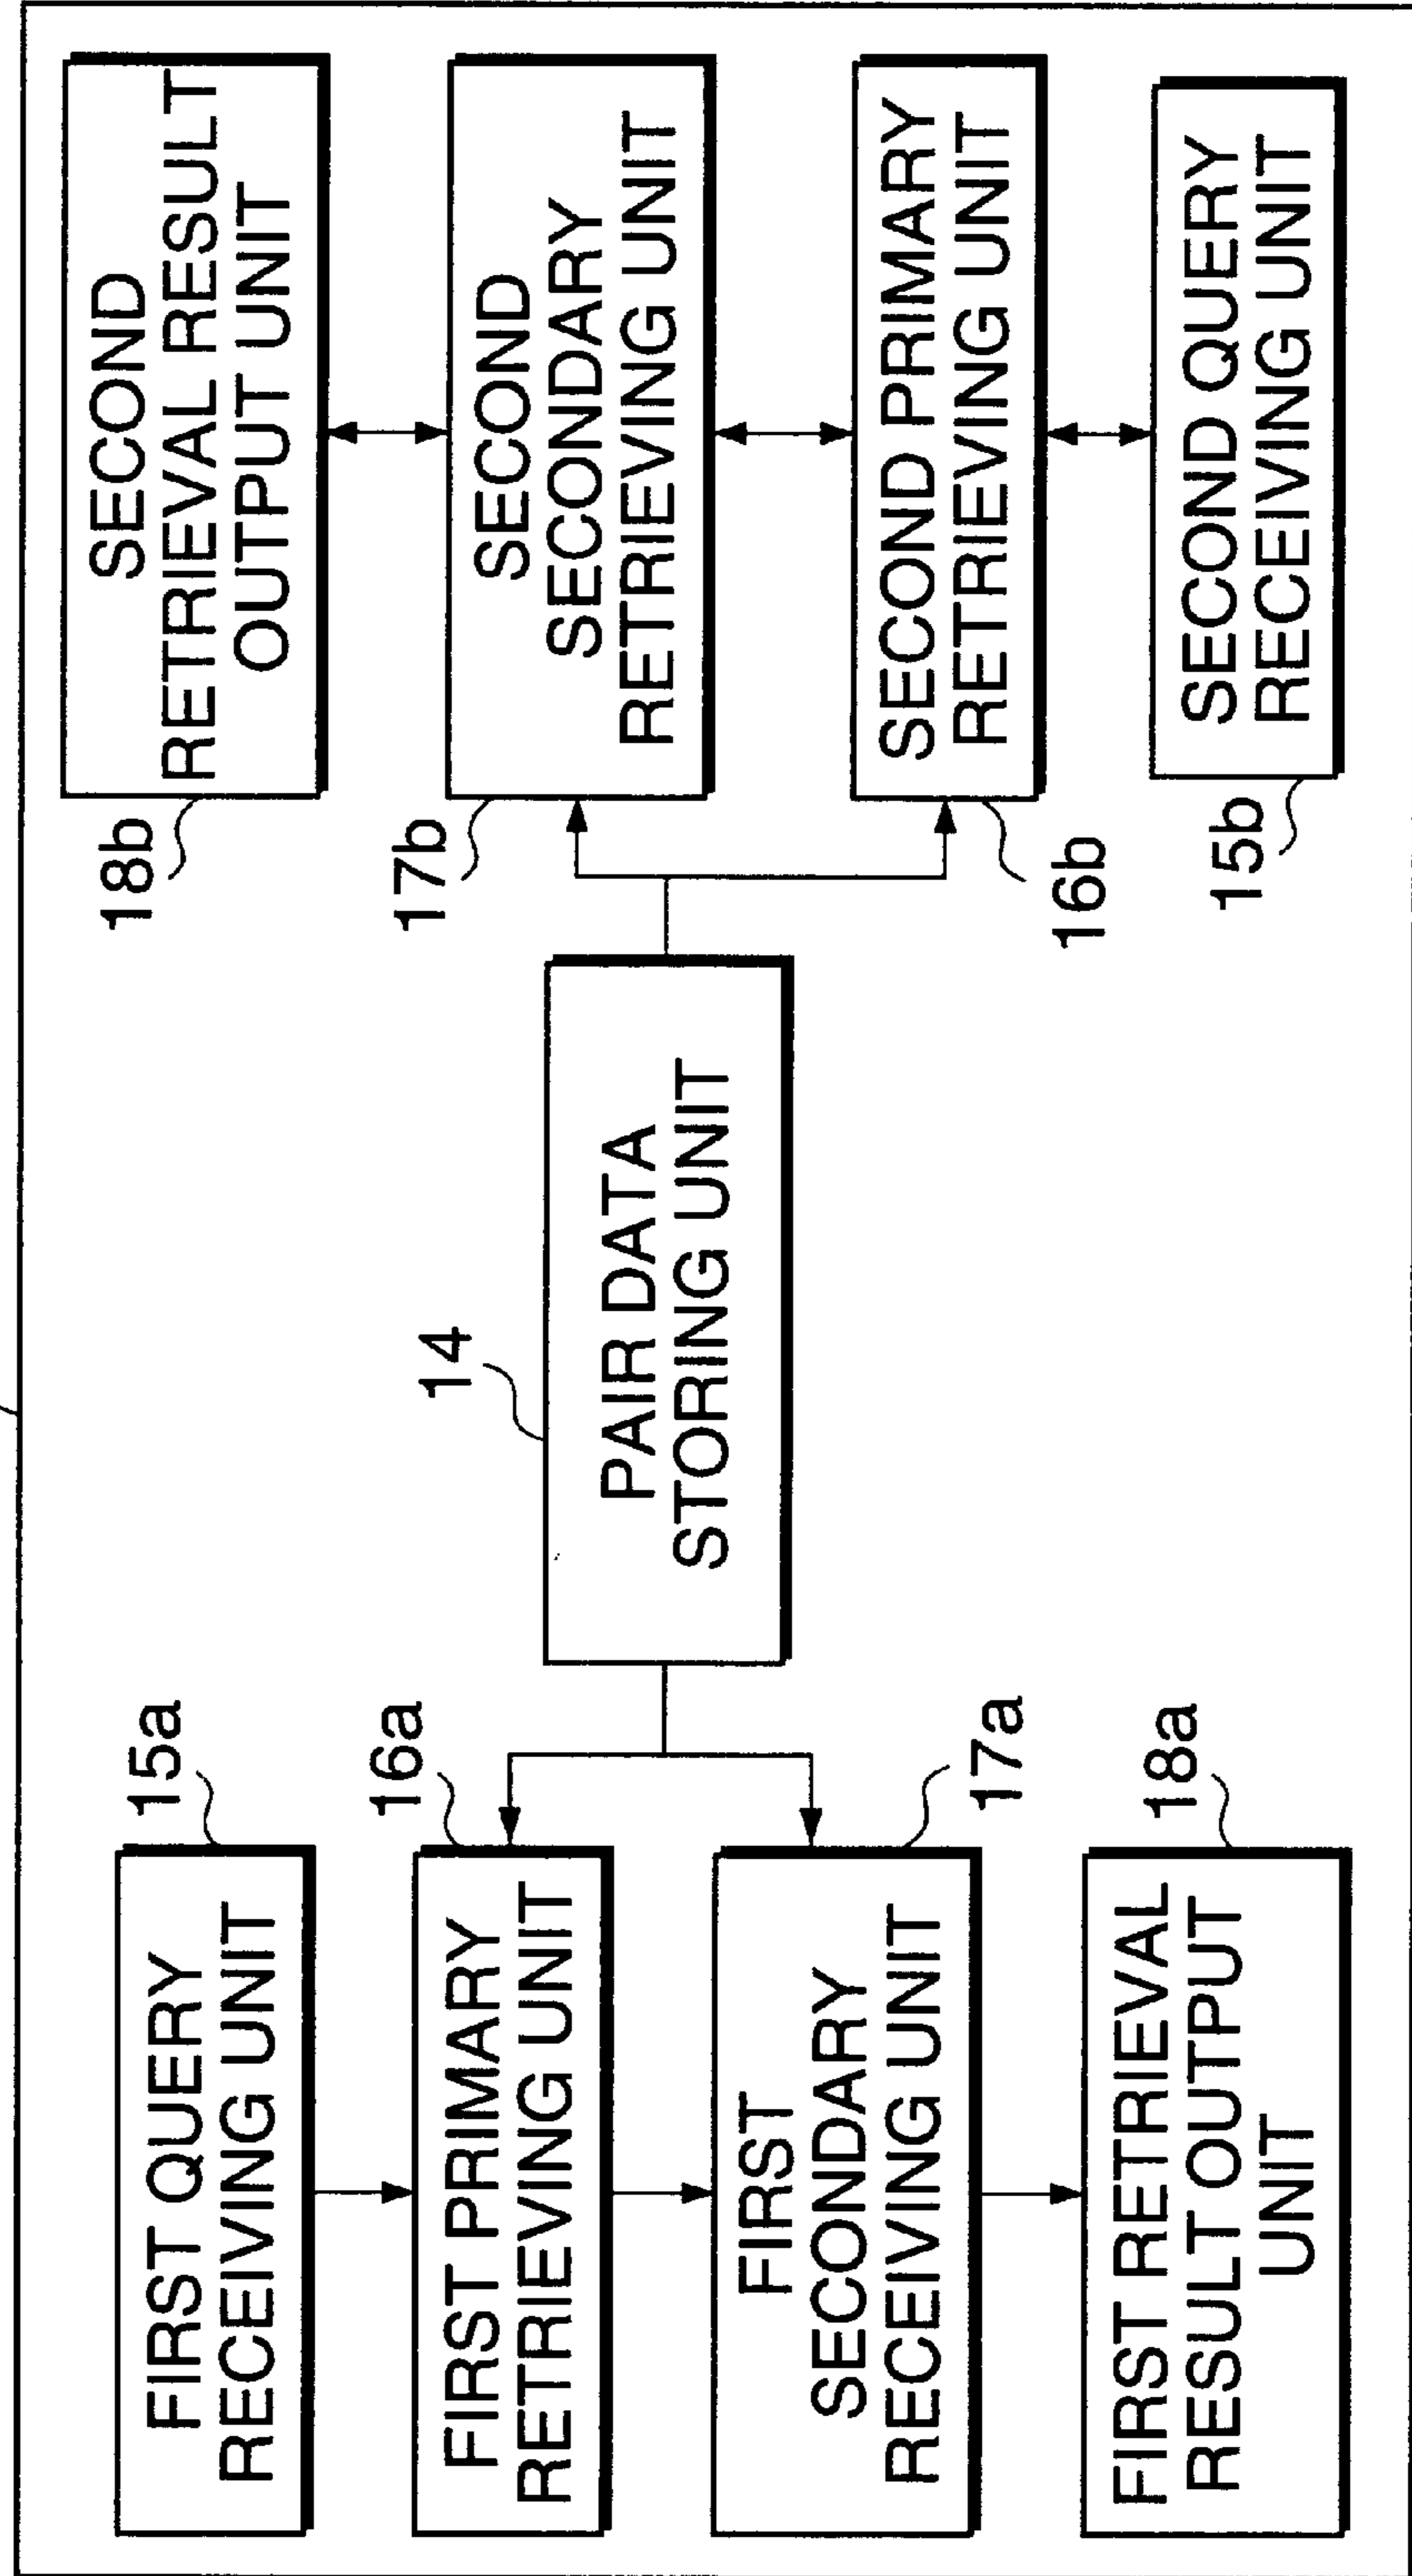 15a
FIRST QUERY
RECEIVING UNIT
16a
FIRST PRIMARY
RETRIEVING UNIT
17a
FIRST
SECONDARY
RECEIVING UNIT
18a
FIRST RETRIEVAL
RESULT OUTPUT
UNIT
14
PAIR DATA
STORING UNIT
18b
SECOND
RETRIEVAL RESULT
OUTPUT UNIT
17b
SECOND
SECONDARY
RETRIEVING UNIT
16b
SECOND PRIMARY
RETRIEVING UNIT
15b
SECOND QUERY
RECEIVING UNIT